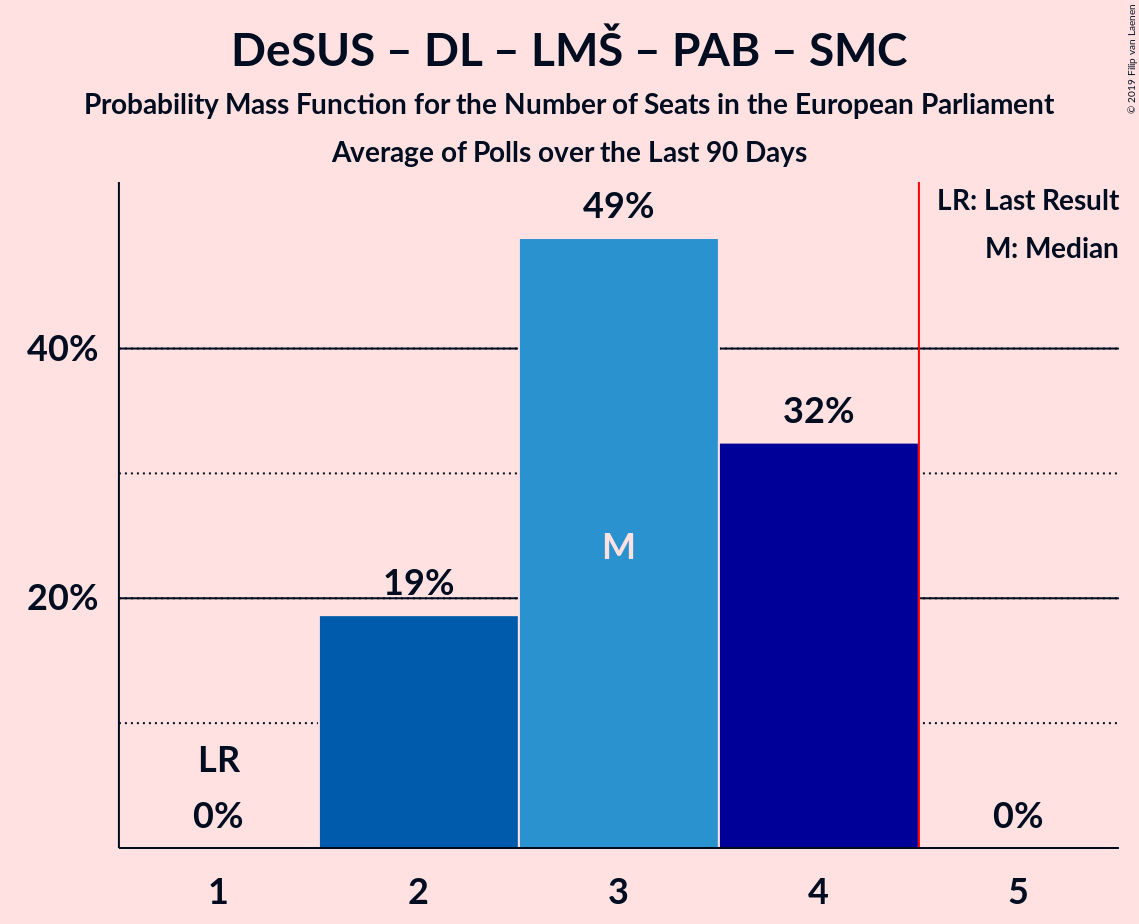 DeSUS – DL – LMŠ – PAB – SMC
Probability Mass Function for the Number of Seats in the European Parliament
Average of Polls over the Last 90 Days
© 2019 Filip van Laenen
LR: Last Result
M: Median
49%
40%
32%
M
19%
20%
LR
0%
0%
1
2
3
4
5